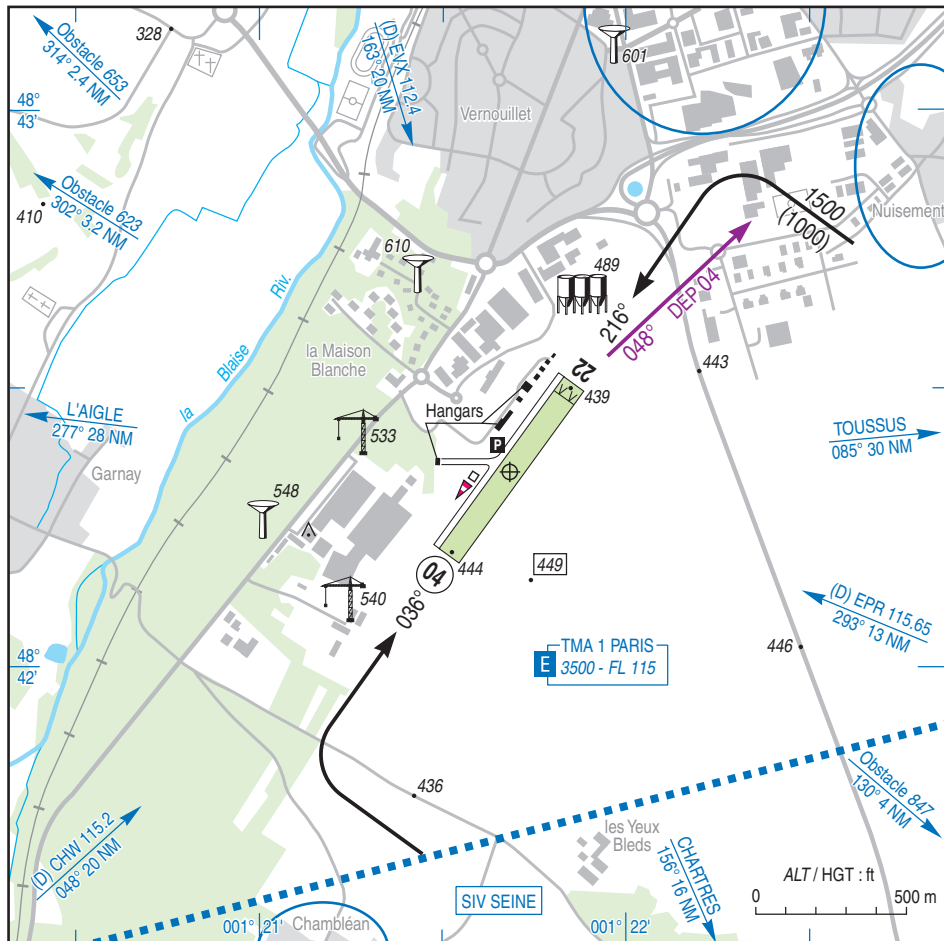 328
601
Obstacle 653
314° 2.4 NM
(D) EVX 112.4
163° 20 NM
48°
43'
Vernouillet
Obstacle 623
302° 3.2 NM
410
1500
(1000)
Nuisement
610
489
la
Blaise
Riv.
216°
048°
DEP 04
la Maison
Blanche
443
22
439
L'AIGLE
277° 28 NM
Hangars
533
P
TOUSSUS
085° 30 NM
Garnay
548
444
04
449
540
036°
(D) EPR 115.65
293° 13 NM
446
48°
42'
TMA 1 PARIS
E
3500 - FL 115
436
Obstacle 847
130° 4 NM
les Yeux
Bleds
(D) CHW 115.2
048° 20 NM
CHARTRES
156° 16 NM
ALT / HGT : ft
0
500 m
SIV SEINE
001° 21'
Chambléan
001° 22'